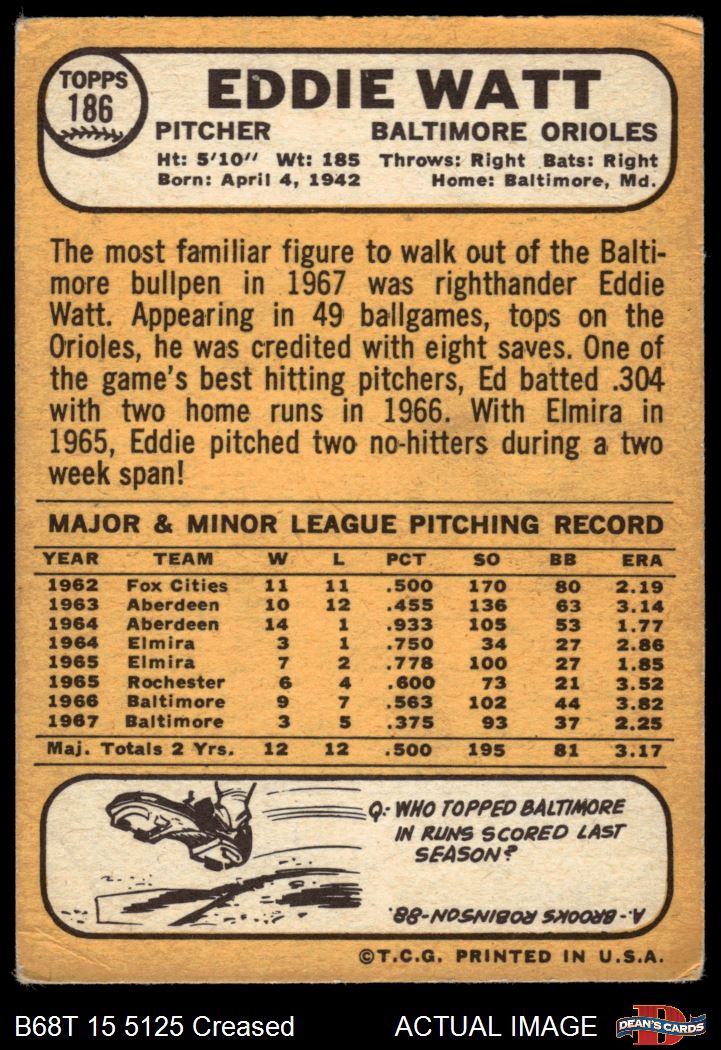 TOPPS
186
EDDIE WATT
PITCHER BALTIMORE ORIOLES
Ht: 5'10" Wt: 185 Throws: Right Bats: Right
Born: April 4, 1942 Home: Baltimore, Md.
The most familiar figure to walk out of the Balti-
more bullpen in 1967 was righthander Eddie
Watt. Appearing in 49 ballgames, tops on the
Orioles, he was credited with eight saves. One of
the game's best hitting pitchers, Ed batted .304
with two home runs in 1966. With Elmira in
1965, Eddie pitched two no-hitters during a two
week span!
MAJOR & MINOR LEAGUE PITCHING RECORD
YEAR TEAM W L PCT SO BB ERA
1962 Fox Cities 11 11 .500 170 80 2.19
1963 Aberdeen 10 12 .455 136 63 3.14
1964 Aberdeen 14 1 .933 105 53 1.77
1964 Elmira 3 1 .750 34 27 2.86
1965 Elmira 7 2 .778 100 27 1.85
1965 Rochester 6 4 .600 73 21 3.52
1966 Baltimore 9 7 .563 102 44 3.82
1967 Baltimore 3 5 .375 93 37 2.25
Maj. Totals 2 Yrs. 12 12 .500 195 81 3.17
Q: WHO TOPPED BALTIMORE
IN RUNS SCORED LAST
SEASON?
A.- BROOKS ROBINSON-88.
©T.C.G. PRINTED IN U.S.A.
B68T 15 5125 Creased ACTUAL IMAGE
D
DEAN'S CARDS